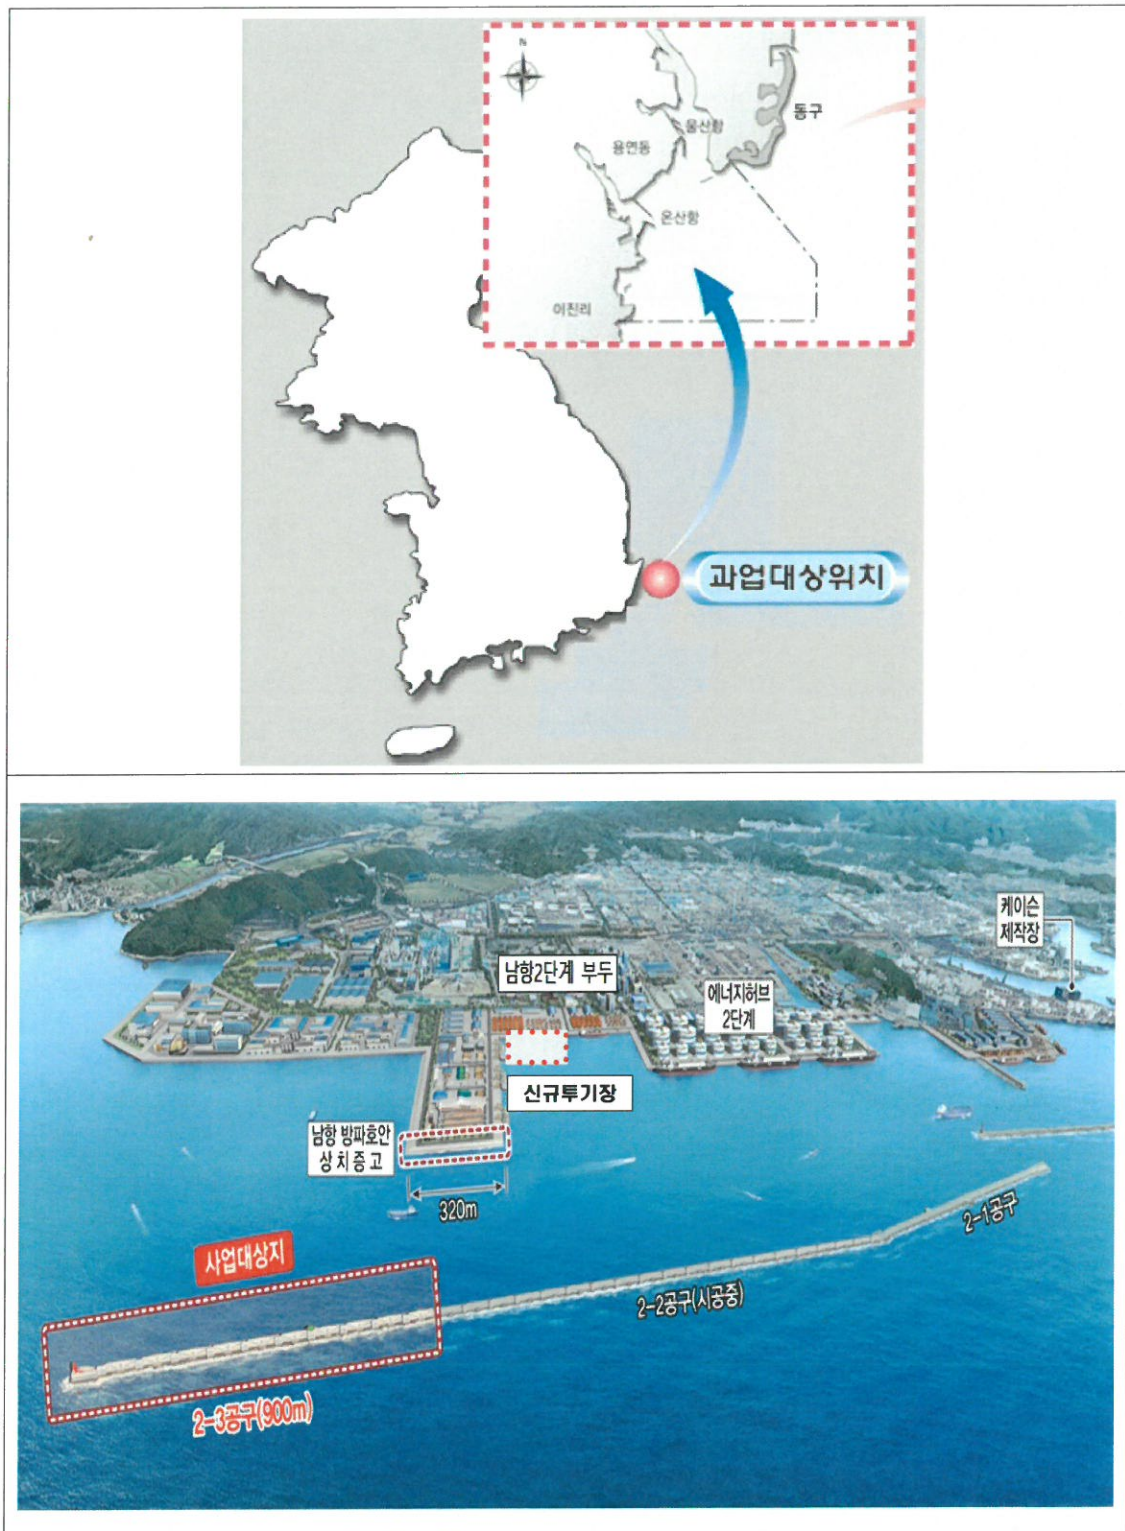 N
동구
울산항
용연동
온산항
이진리
과업대상위치
케이슨
제작장
남항2단계 부두
에너지허브
2단계
신규투기장
남항 방파호안
상치증고
320m
2-1공구
사업대상지
2-2공구(시공중)
2-3공구(900m)